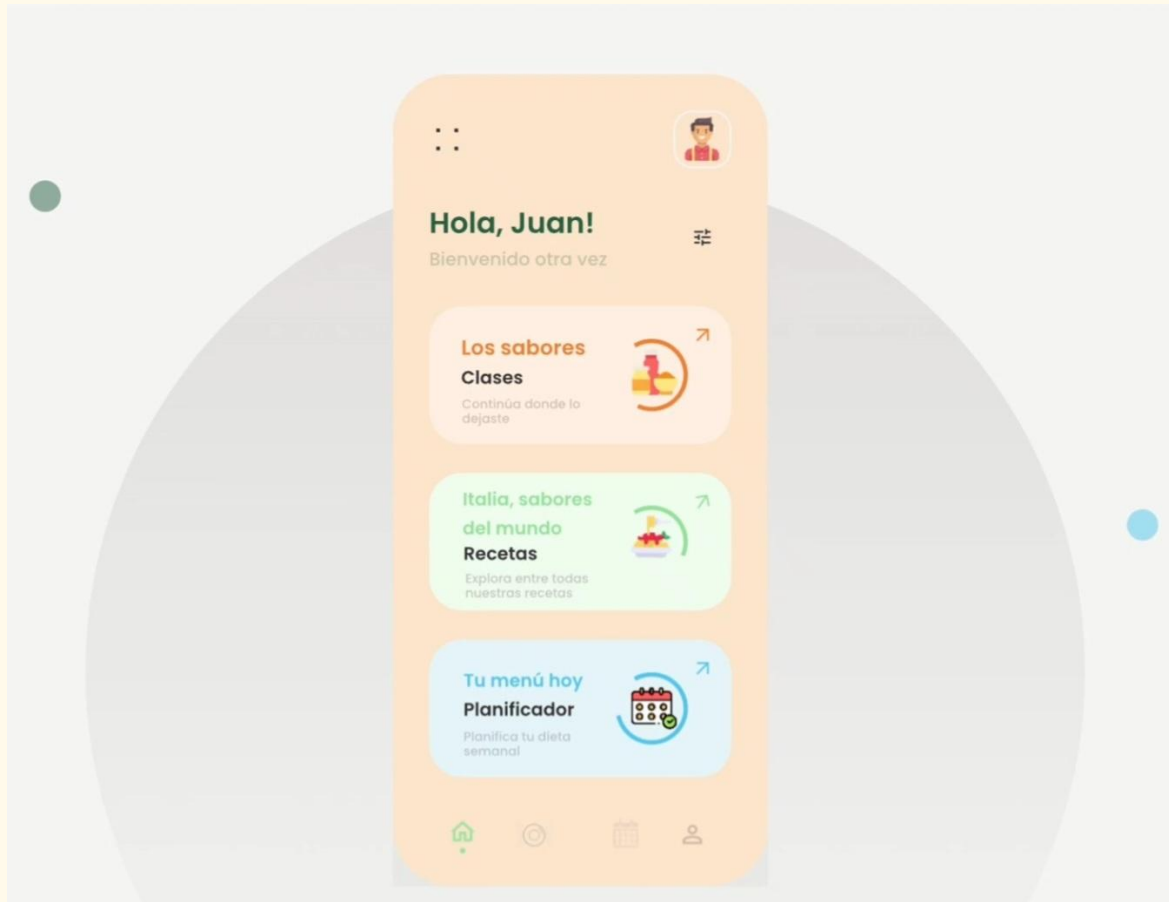 Hola, Juan!
Bienvenido otra vez
Los sabores
Clases
Continúa donde lo
dejaste
Italia, sabores
del mundo
Recetas
Explora entre todas
nuestras recetas
Tu menú hoy
Planificador
Planifica tu dieta
semanal